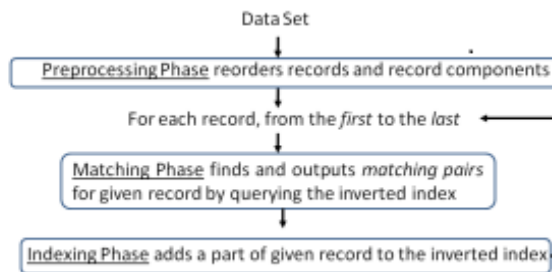 Data Set
Preprocessing Phase reorders records and record components
For each record, from the first to the last
Matching Phase finds and outputs matching pairs
for given record by querying the inverted index
Indexing Phase adds a part of given record to the inverted index